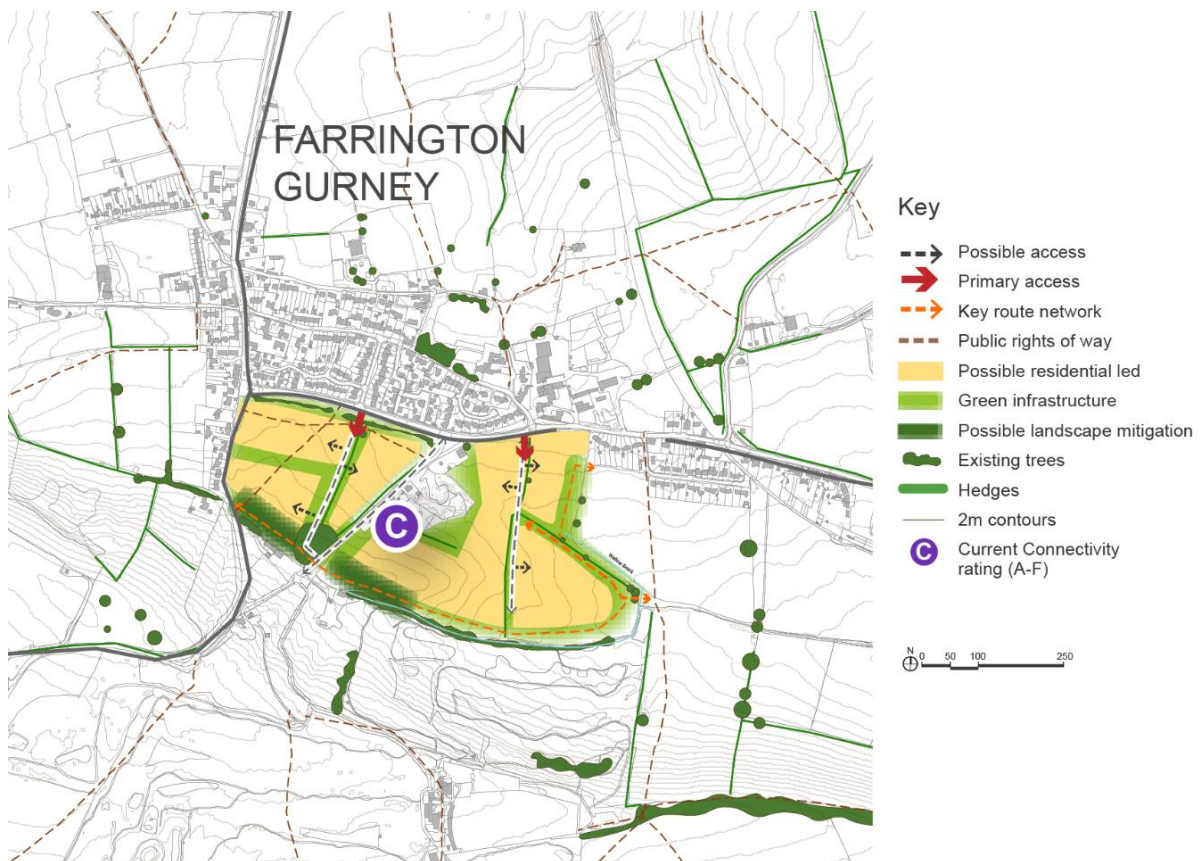 FARRINGTON
GURNEY
C
Key
Possible access
Primary access
Key route network
Public rights of way
Possible residential led
Green infrastructure
Possible landscape mitigation
Existing trees
Hedges
2m contours
C
Current Connectivity
rating (A-F)
N
0 50 100 250